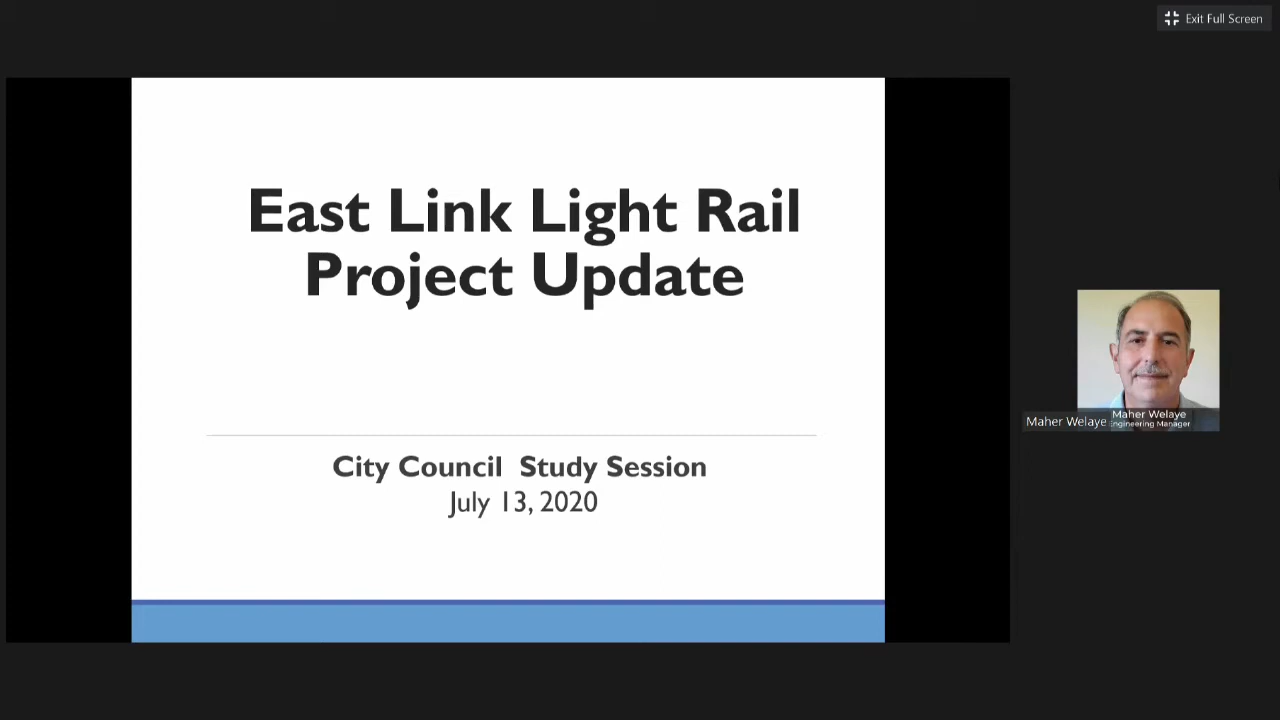 Exit Full Screen
East Link Light Rail
Project Update
City Council Study Session
July 13, 2020
Maher Welaye
Maher Welaye
Engineering Manager